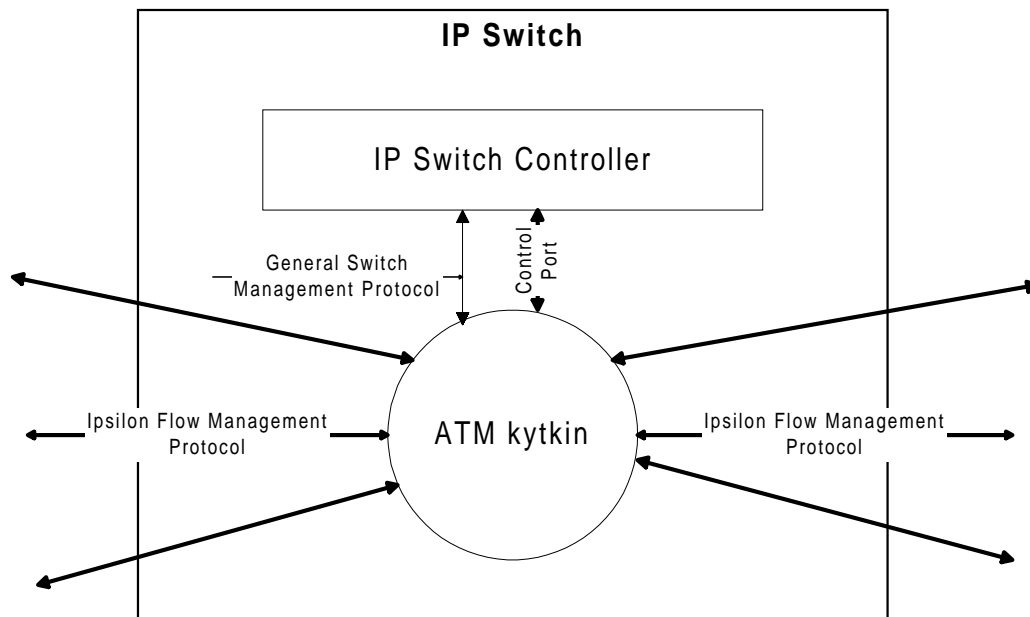 IP Switch
IP Switch Controller
General Switch
Management Protocol
Control
Port
Ipsilon Flow Management
Protocol
ATM kytkin
Ipsilon Flow Management
Protocol